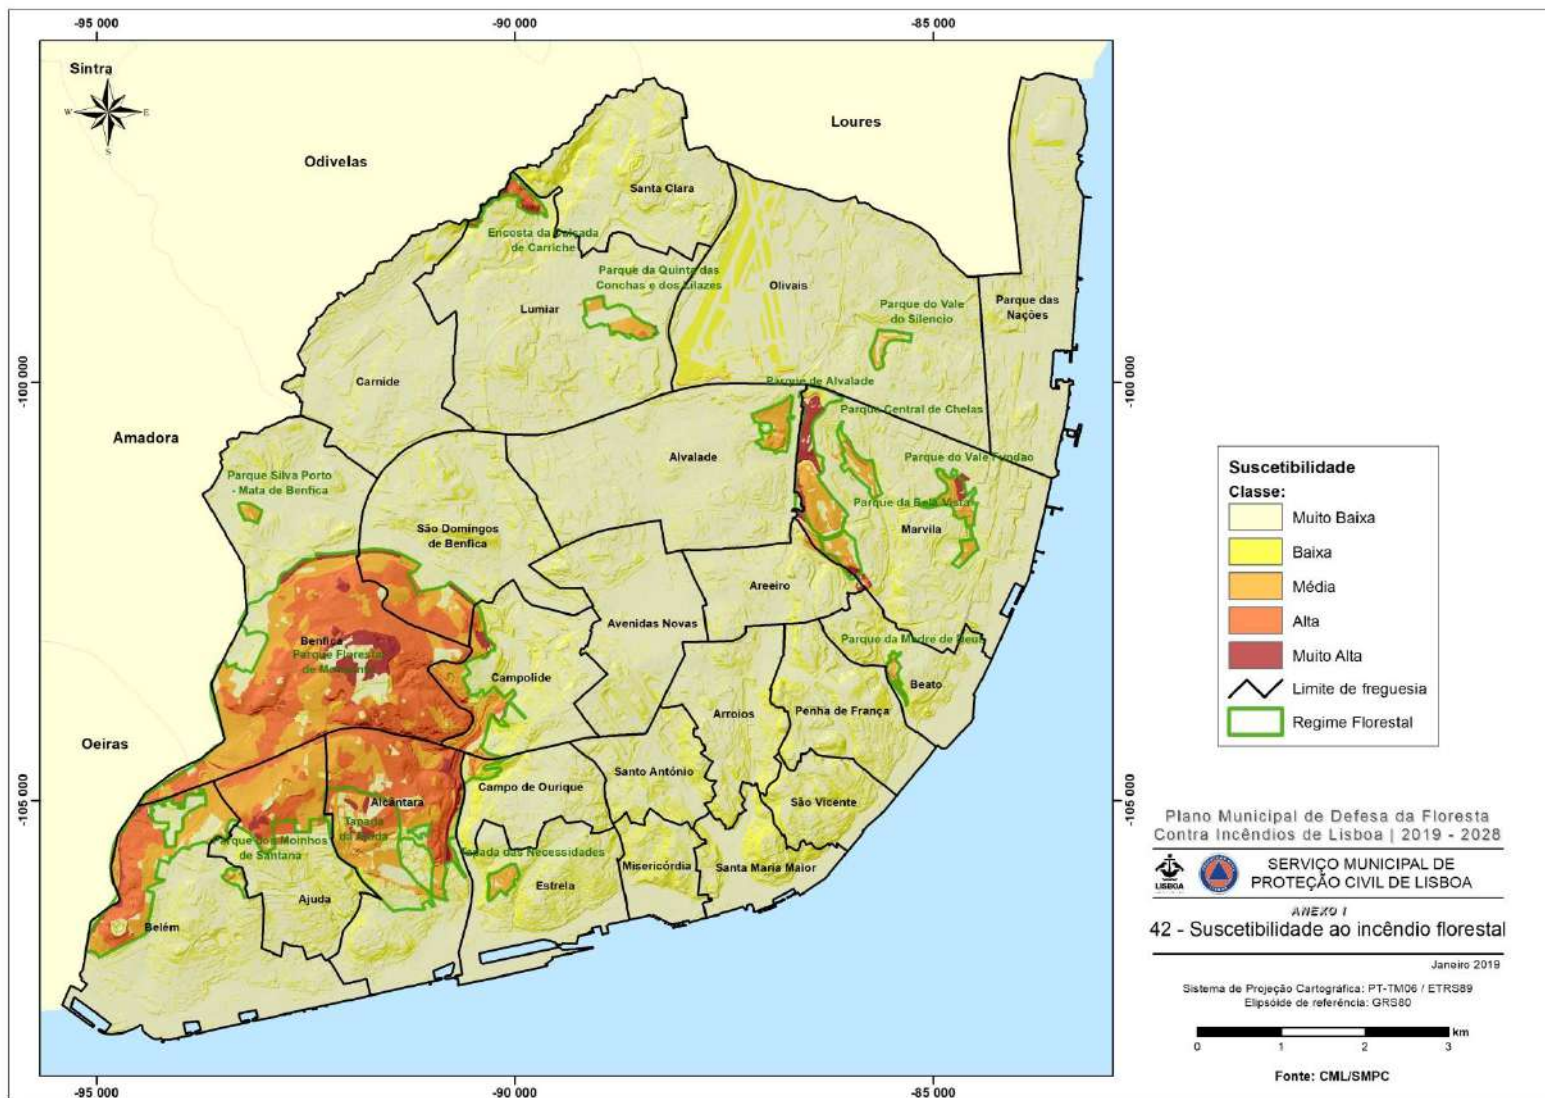 -95 000
-90 000
-85 000
Sintra
N
W
E
S
Loures
Odivelas
Santa Clara
Encosta da Calçada
de Carriche
Parque da Quinta das
Conchas e dos Lilazes
Olivais
Lumiar
Parque do Vale
do Silencio
Parque das
Nações
-100 000
-100 000
Carnide
Parque de Alvalade
Parque Central de Chelas
Amadora
Alvalade
Parque do Vale Fundao
Parque Silva Porto
- Mata de Benfica
Parque da Bela Vista
Marvila
São Domingos
de Benfica
Areeiro
Avenidas Novas
Benfica
Parque Florestal
de Monsanto
Parque da Madre de Deus
Campolide
Beato
Arroios
Penha de França
Oeiras
Santo António
Campo de Ourique
São Vicente
-105 000
-105 000
Alcântara
Tapada
da Ajuda
Parque dos Moinhos
de Santana
Tapada das Necessidades
Misericórdia
Santa Maria Maior
Estrela
Ajuda
Belém
-95 000
-90 000
-85 000
Suscetibilidade
Classe:
Muito Baixa
Baixa
Média
Alta
Muito Alta
Limite de freguesia
Regime Florestal
Plano Municipal de Defesa da Floresta
Contra Incêndios de Lisboa | 2019 - 2028
LISBOA
SERVIÇO MUNICIPAL DE
PROTEÇÃO CIVIL DE LISBOA
ANEXO I
42 - Suscetibilidade ao incêndio florestal
Janeiro 2019
Sistema de Projeção Cartográfica: PT-TM06 / ETRS89
Elipsóide de referência: GRS80
km
0 1 2 3
Fonte: CML/SMPC